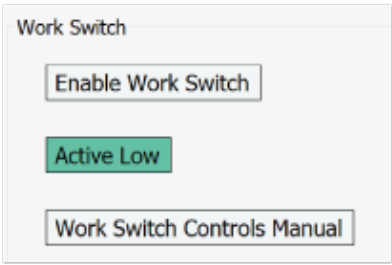 Work Switch
Enable Work Switch
Active Low
Work Switch Controls Manual